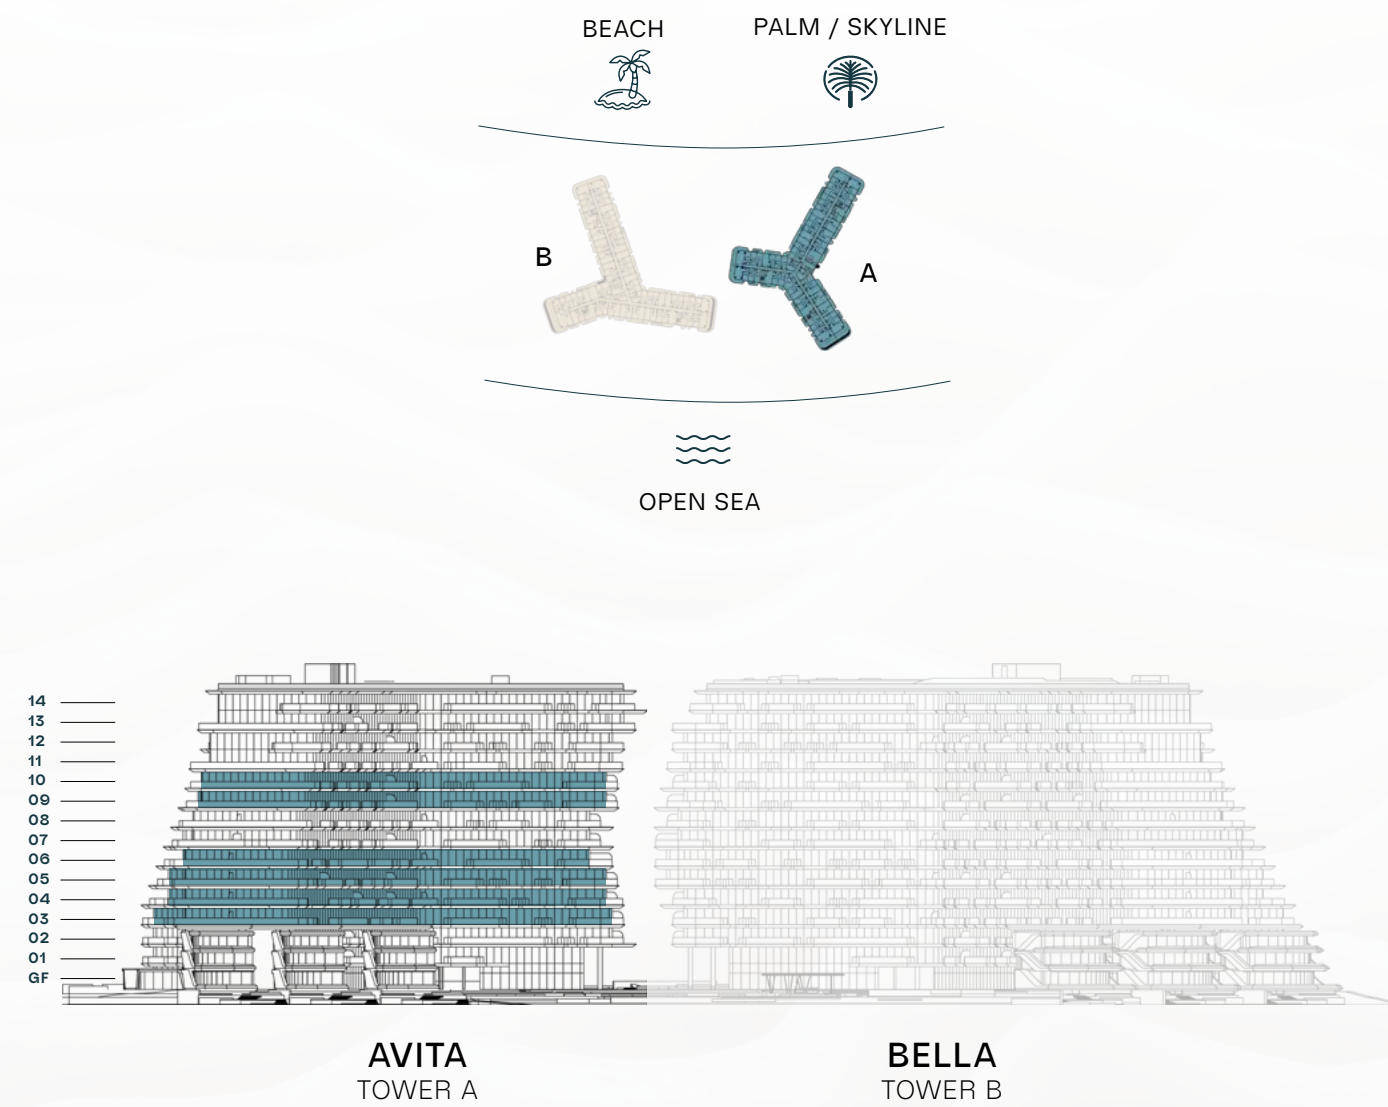 BEACH
PALM / SKYLINE
B
A
OPEN SEA
14
13
12
11
10
09
08
07
06
05
04
03
02
01
GF
AVITA
TOWER A
BELLA
TOWER B